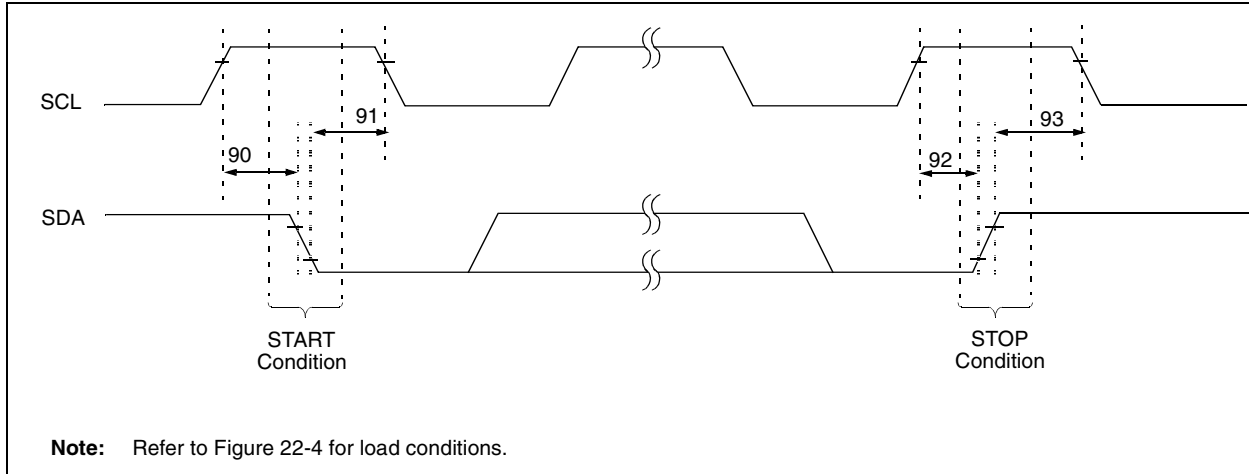 SCL
91
93
90
92
SDA
START
Condition
STOP
Condition
Note: Refer to Figure 22-4 for load conditions.